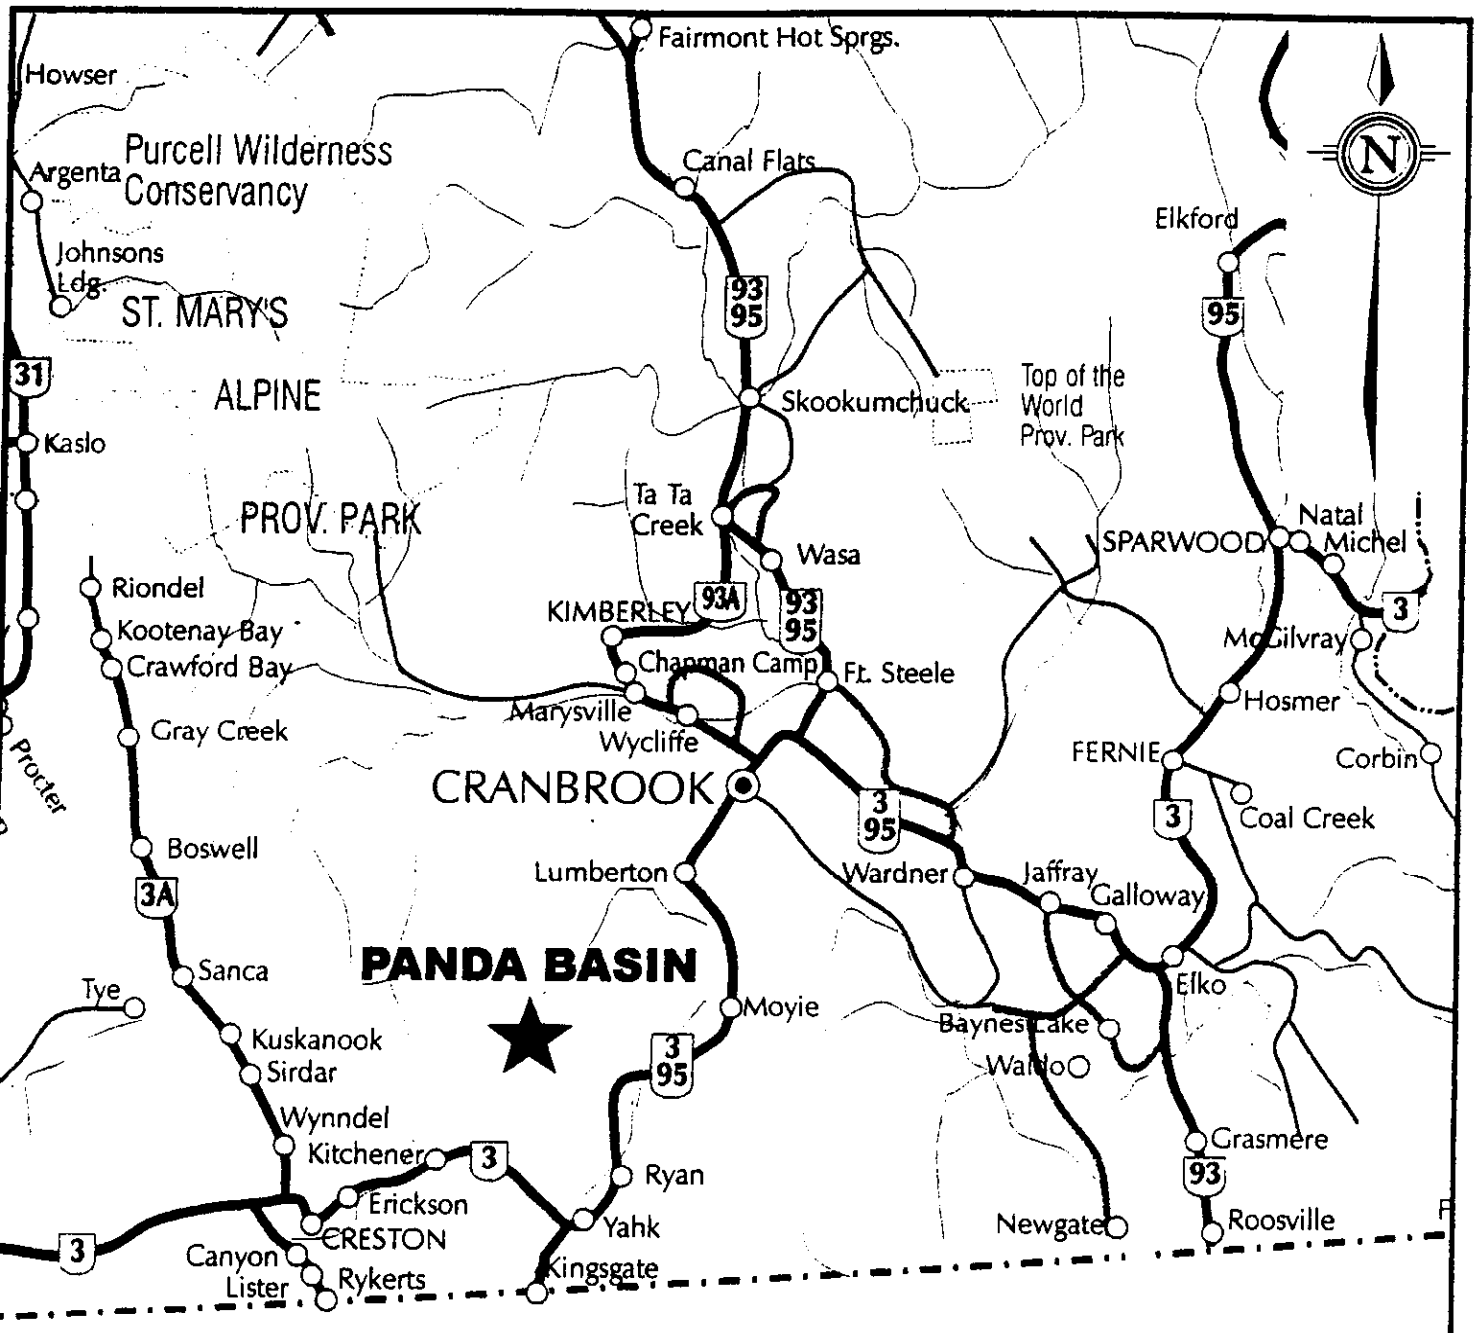 Fairmont Hot Sprgs.
Howser
Purcell Wilderness
Conservancy
N
Argenta
Canal Flats
Elkford
Johnsons
Ldg.
93
95
ST. MARY'S
95
31
ALPINE
Top of the
World
Prov. Park
Skookumchuck
Kaslo
Ta Ta
Creek
PROV. PARK
Natal
SPARWOOD
Michel
Wasa
Riondel
93A
93
95
KIMBERLEY
3
Kootenay Bay
McGilvray
Crawford Bay
Chapman Camp
Ft. Steele
Marysville
Hosmer
Gray Creek
Wycliffe
Procter
FERNIE
Corbin
CRANBROOK
3
95
3
Coal Creek
Boswell
Lumberton
Wardner
Jaffray
Galloway
3A
PANDA BASIN
Sanca
Tye
Elko
Moyie
Baynes Lake
Kuskanook
Sirdar
3
95
Waldo
Wynndel
Kitchener
3
Grasmere
Ryan
93
Erickson
CRESTON
Yahk
Newgate
Roosville
3
Canyon
Lister
Rykerts
Kingsgate